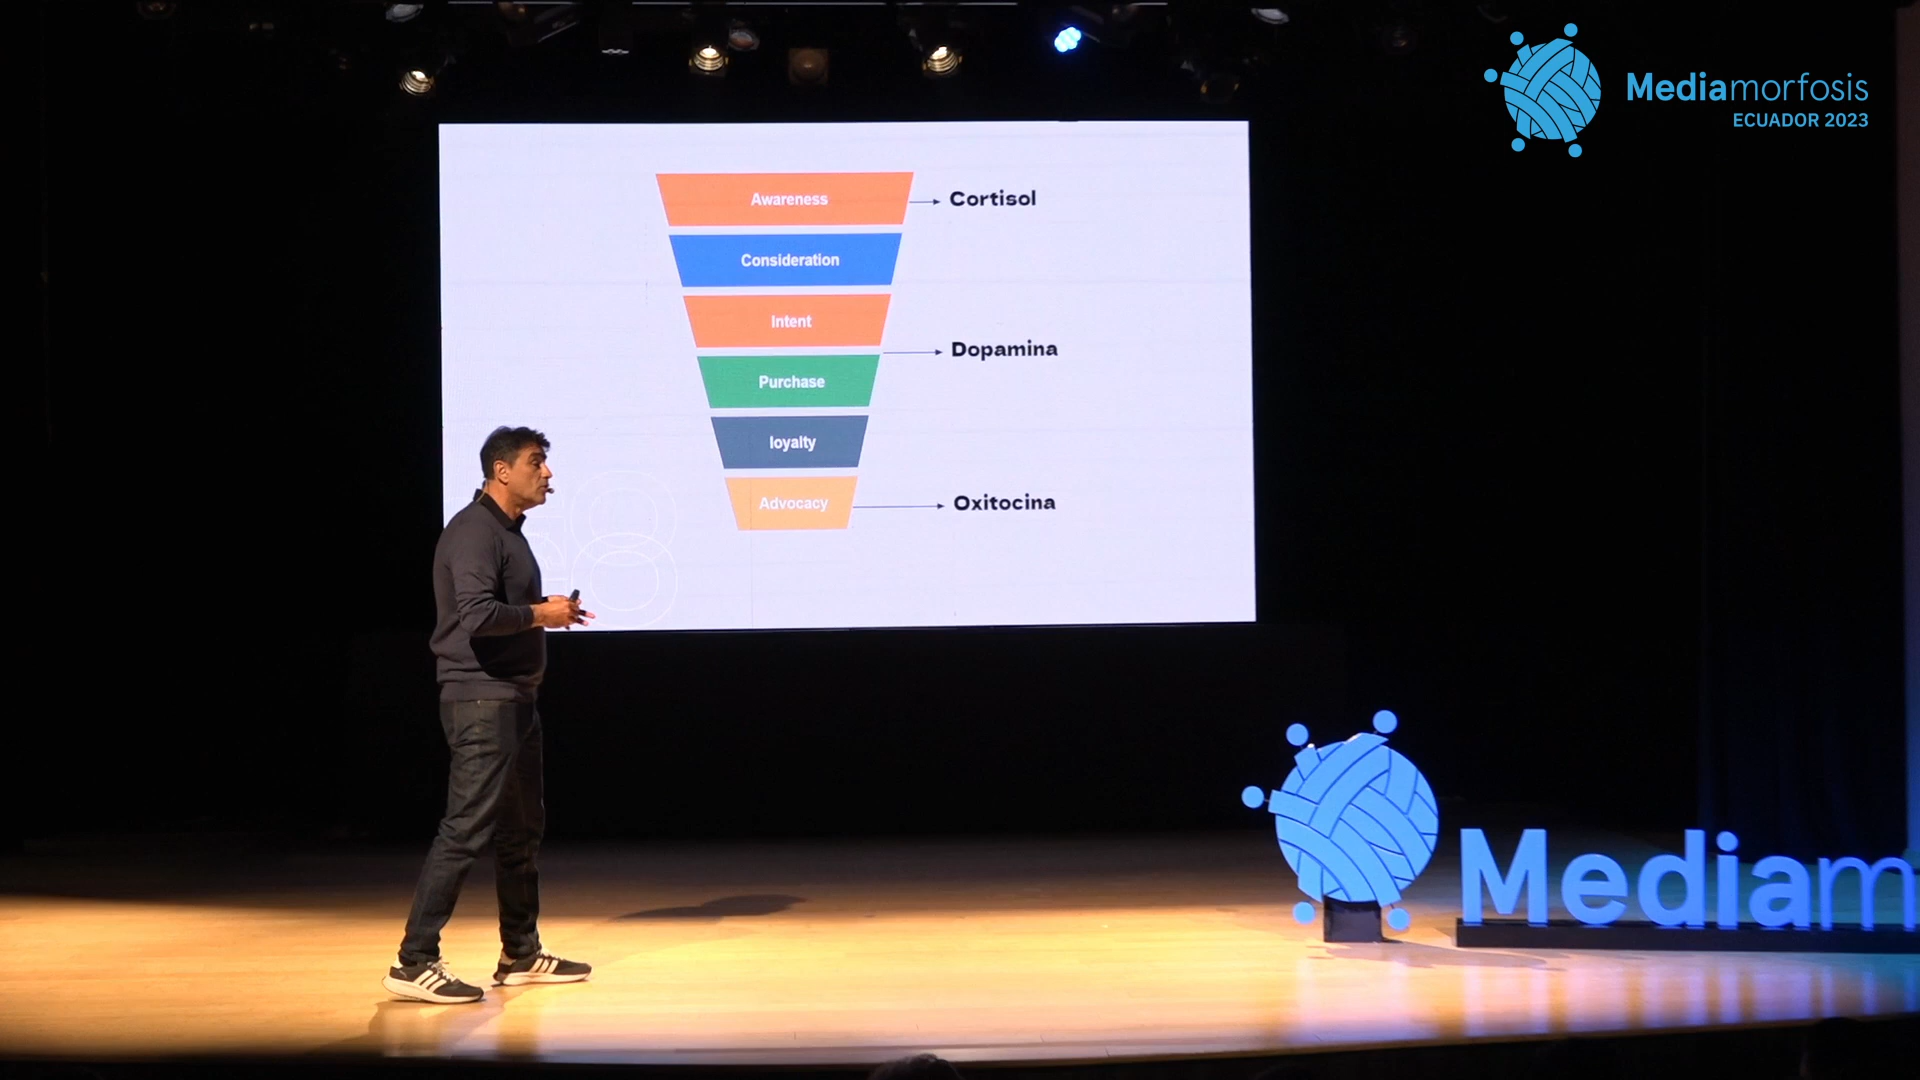 Mediamorfosis
ECUADOR 2023
Awareness
Cortisol
Consideration
Intent
Dopamina
Purchase
loyalty
Advocacy
Oxitocina
Mediam